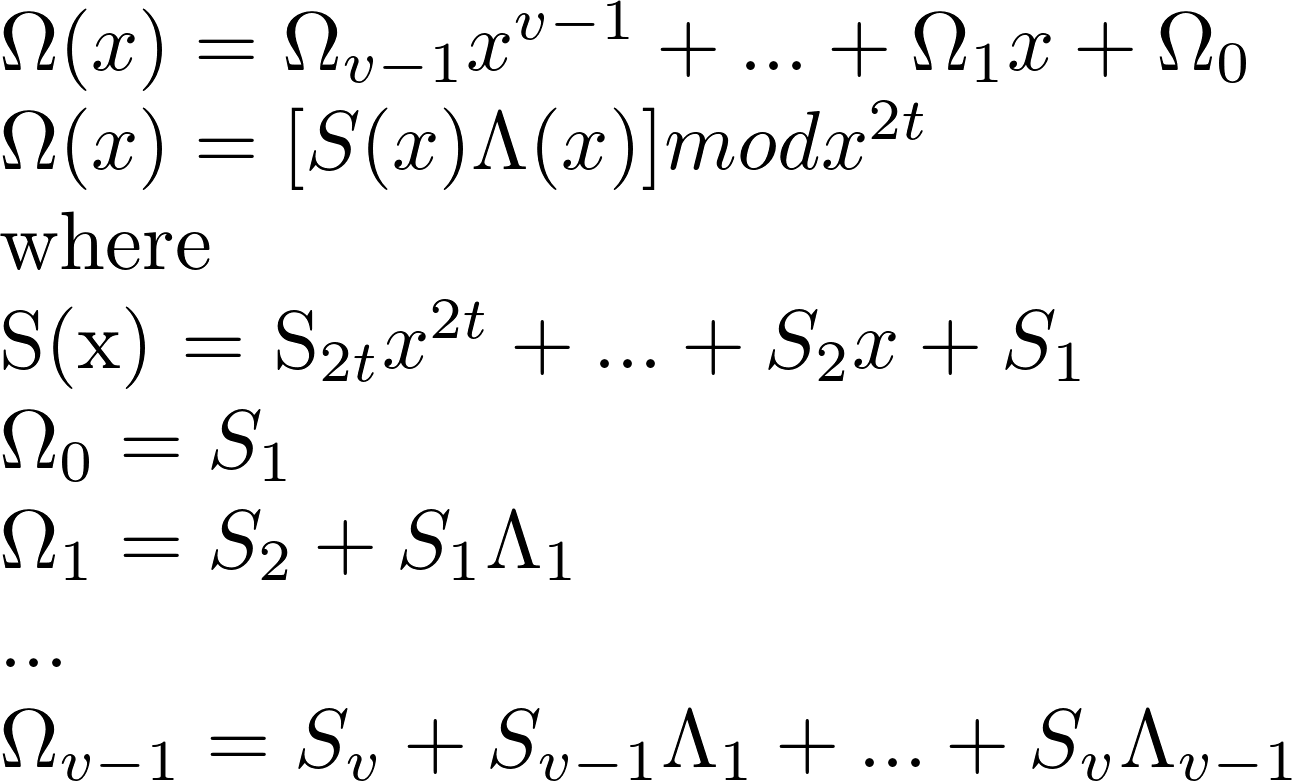 Ω(x) = Ω_{v−1}x^{v−1} + ... + Ω_1x + Ω_0
Ω(x) = [S(x)Λ(x)]modx^{2t}
where
S(x) = S_{2t}x^{2t} + ... + S_2x + S_1
Ω_0 = S_1
Ω_1 = S_2 + S_1Λ_1
...
Ω_{v−1} = S_v + S_{v−1}Λ_1 + ... + S_vΛ_{v−1}